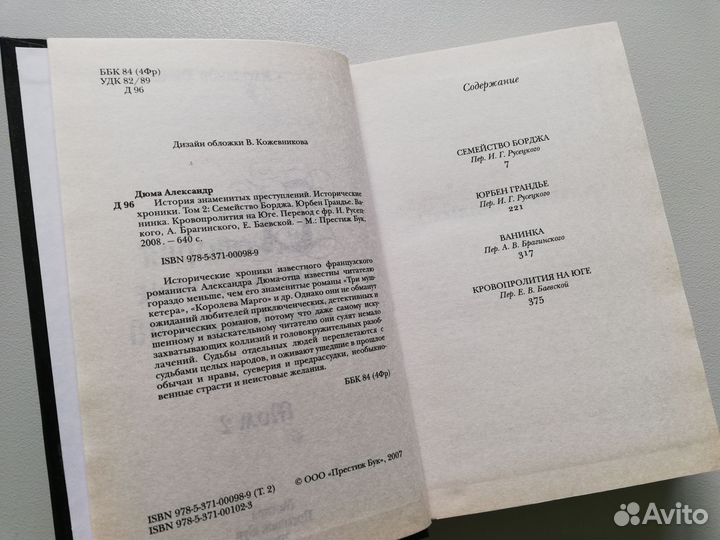 ББК 84 (4Фр)
УДК 82/89
Д 96
Дизайн обложки В. Кожевникова
Дюма Александр
Д 96 История знаменитых преступлений. Исторические
хроники. Том 2: Семейство Борджа. Юрбен Грандье. Ва-
нинка. Кровопролития на Юге. Перевод с фр. И. Русец-
кого, А. Брагинского, Е. Баевской. – М.: Престиж Бук,
2008. – 640 с.
ISBN 978-5-371-00098-9
Исторические хроники известного французского
романиста Александра Дюма-отца известны читателю
гораздо меньше, чем его знаменитые романы «Три муш-
кетера», «Королева Марго» и др. Однако они не обманут
ожиданий любителей приключенческих, детективных и
исторических романов, потому что даже самому иску-
шенному и взыскательному читателю они сулят немало
захватывающих коллизий и головокружительных разоб-
лачений. Судьбы отдельных людей переплетаются с
судьбами целых народов, и оживают ушедшие в прошлое
обычаи и нравы, суеверия и предрассудки, необыкно-
венные страсти и неистовые желания.
ББК 84 (4Фр)
© ООО «Престиж Бук», 2007
ISBN 978-5-371-00098-9 (Т. 2)
ISBN 978-5-371-00102-3
Содержание
СЕМЕЙСТВО БОРДЖА
Пер. И. Г. Русецкого
7
ЮРБЕН ГРАНДЬЕ
Пер. И. Г. Русецкого
221
ВАНИНКА
Пер. А. В. Брагинского
317
КРОВОПРОЛИТИЯ НА ЮГЕ
Пер. Е. В. Баевской
375
Avito